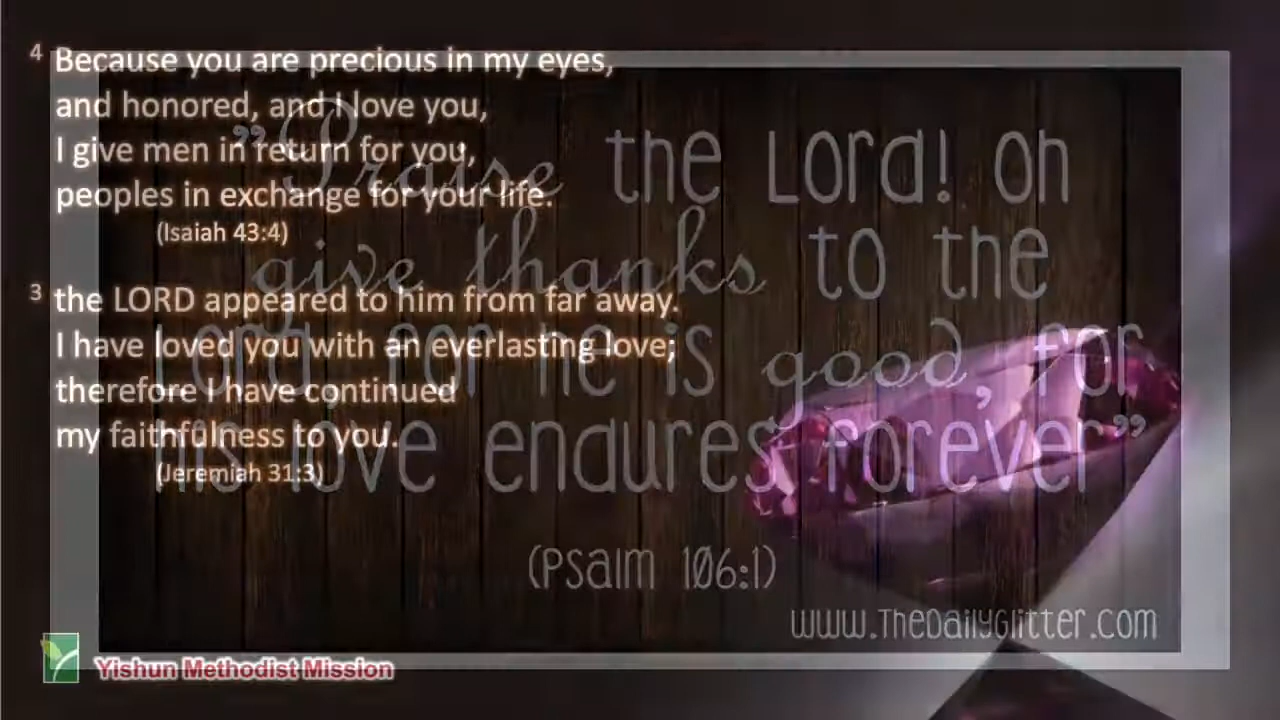 4 Because you are precious in my eyes,
and honored, and I love you,
I give men in return for you,
peoples in exchange for your life.
(Isaiah 43:4)
3 the LORD appeared to him from far away.
I have loved you with an everlasting love;
therefore I have continued
my faithfulness to you.
(Jeremiah 31:3)
"Praise the Lord! Oh
give thanks to the
Lord, for he is good, for
his love endures forever"
(Psalm 106:1)
www.TheDailyGlitter.com
Yishun Methodist Mission